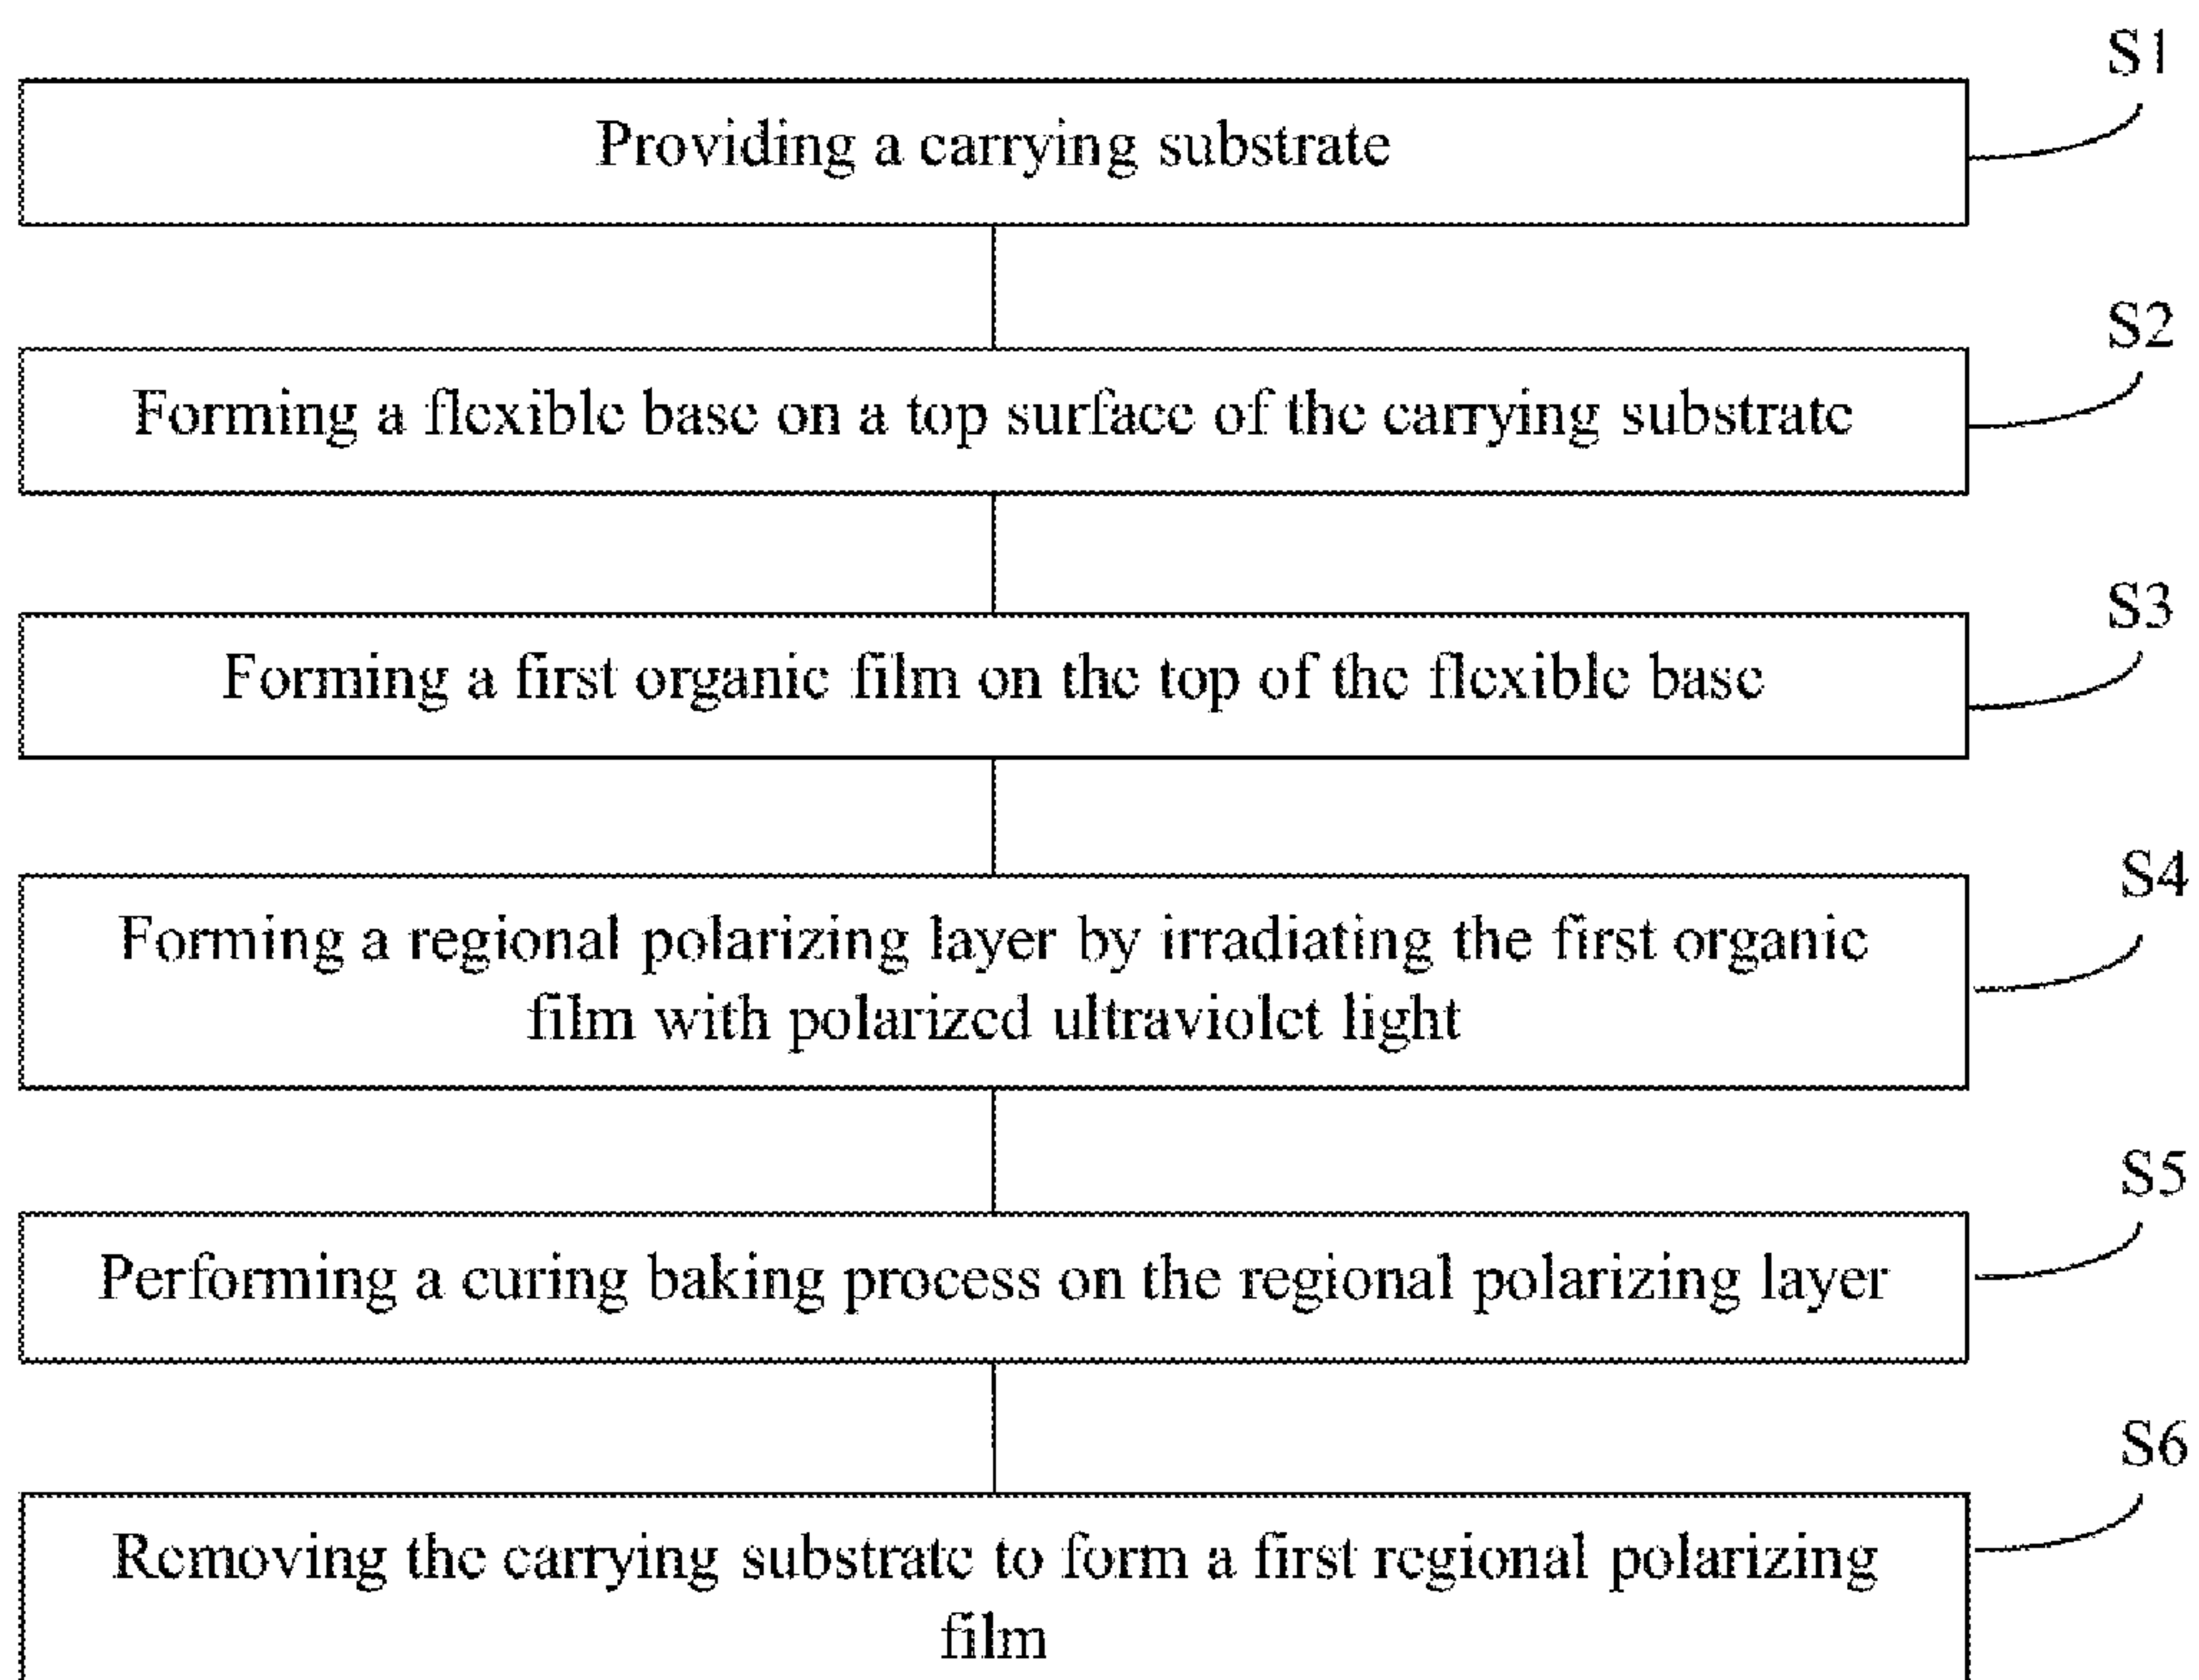 S1
Providing a carrying substrate
S2
Forming a flexible base on a top surface of the carrying substrate
S3
Forming a first organic film on the top of the flexible base
S4
Forming a regional polarizing layer by irradiating the first organic
film with polarized ultraviolet light
S5
Performing a curing baking process on the regional polarizing layer
S6
Removing the carrying substrate to form a first regional polarizing
film